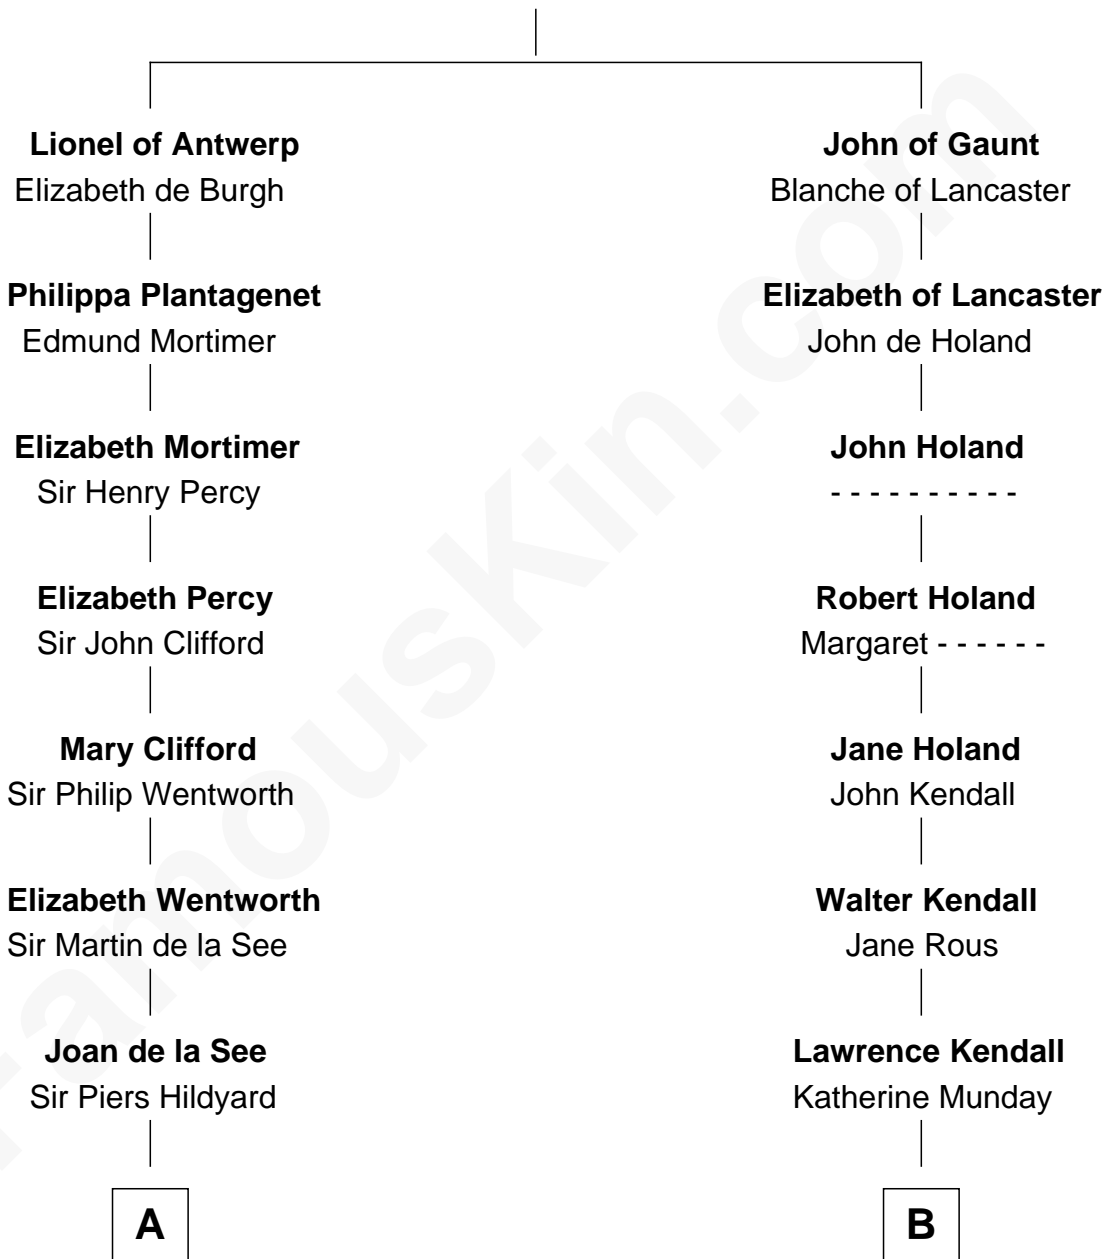 Lionel of Antwerp
Elizabeth de Burgh
Philippa Plantagenet
Edmund Mortimer
Elizabeth Mortimer
Sir Henry Percy
Elizabeth Percy
Sir John Clifford
Mary Clifford
Sir Philip Wentworth
Elizabeth Wentworth
Sir Martin de la See
Joan de la See
Sir Piers Hildyard
A
John of Gaunt
Blanche of Lancaster
Elizabeth of Lancaster
John de Holand
John Holand
- - - - - - - - - -
Robert Holand
Margaret - - - - - -
Jane Holand
John Kendall
Walter Kendall
Jane Rous
Lawrence Kendall
Katherine Munday
B
FamousKin.com